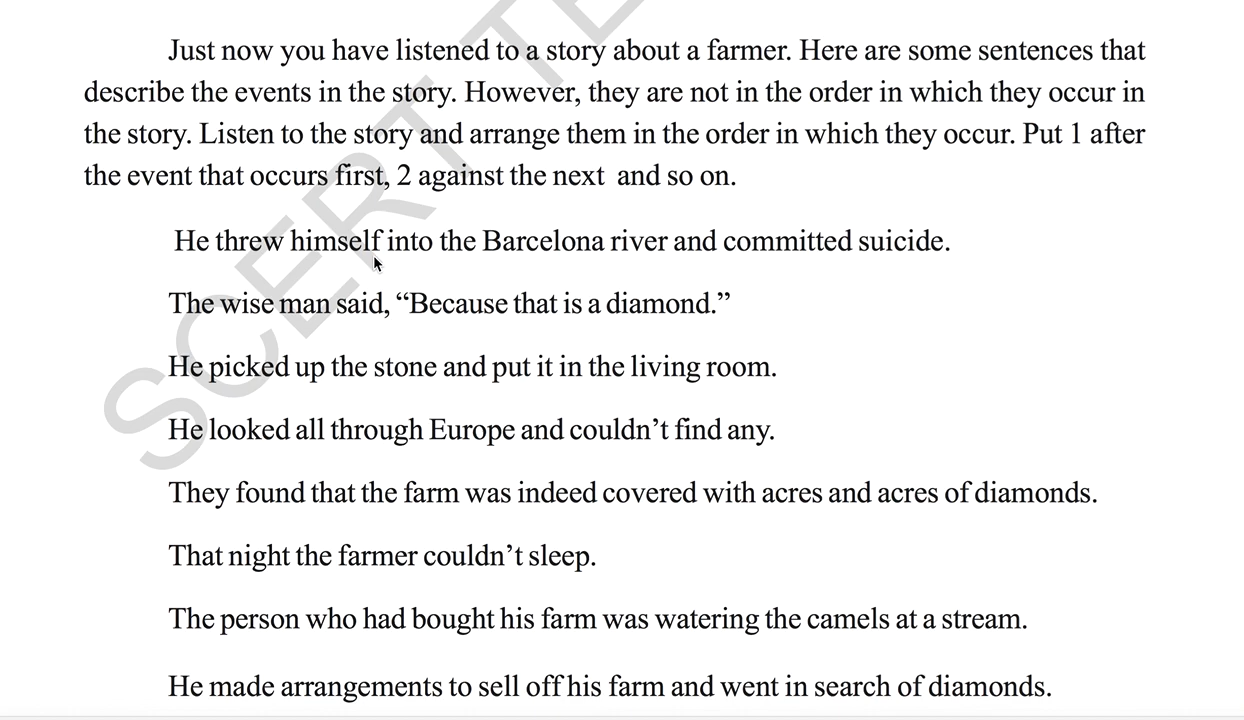 Just now you have listened to a story about a farmer. Here are some sentences that
describe the events in the story. However, they are not in the order in which they occur in
the story. Listen to the story and arrange them in the order in which they occur. Put 1 after
the event that occurs first, 2 against the next and so on.
He threw himself into the Barcelona river and committed suicide.
The wise man said, “Because that is a diamond.”
He picked up the stone and put it in the living room.
He looked all through Europe and couldn’t find any.
They found that the farm was indeed covered with acres and acres of diamonds.
That night the farmer couldn’t sleep.
The person who had bought his farm was watering the camels at a stream.
He made arrangements to sell off his farm and went in search of diamonds.
SCERT TE